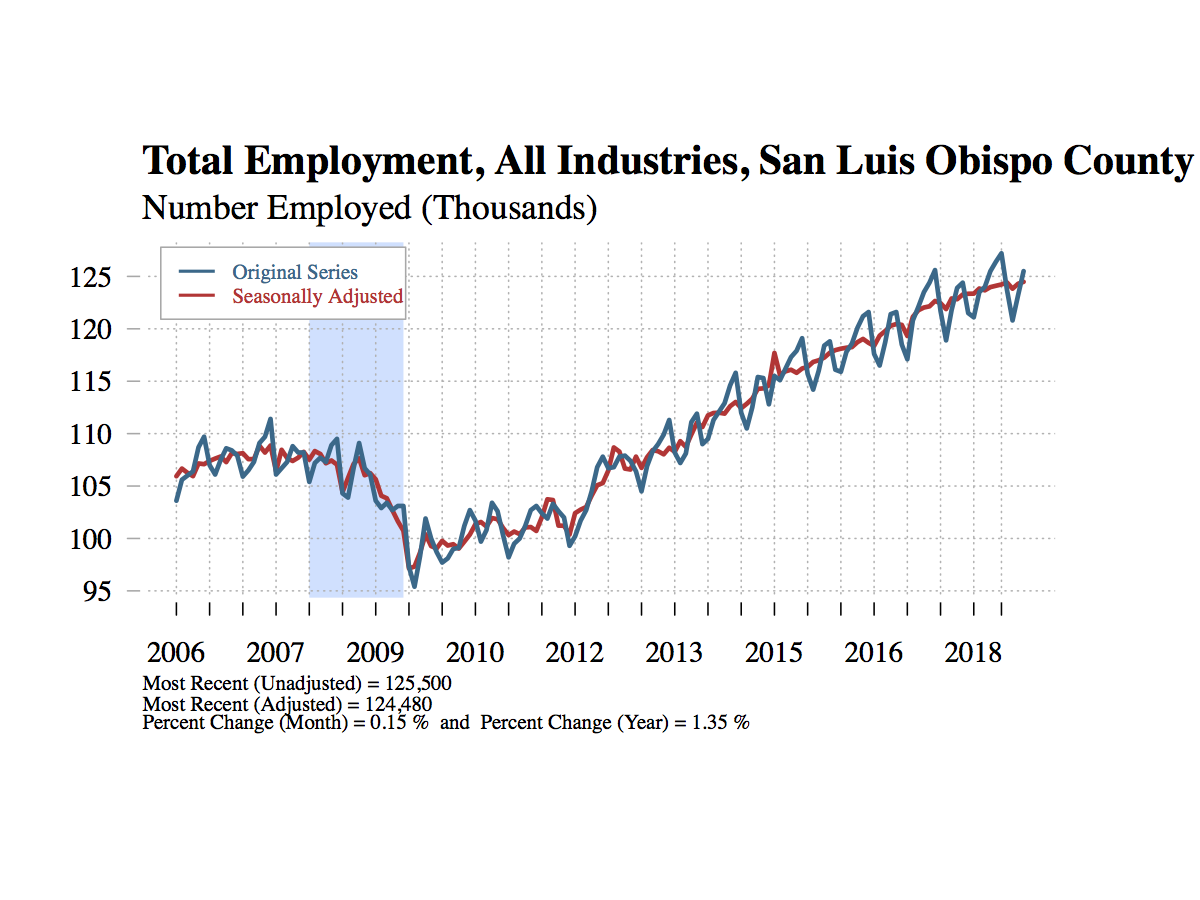 Total Employment, All Industries, San Luis Obispo County
Number Employed (Thousands)
Original Series
Seasonally Adjusted
125
120
115
110
105
100
95
2006 2007 2009 2010 2012 2013 2015 2016 2018
Most Recent (Unadjusted) = 125,500
Most Recent (Adjusted) = 124,480
Percent Change (Month) = 0.15 % and Percent Change (Year) = 1.35 %